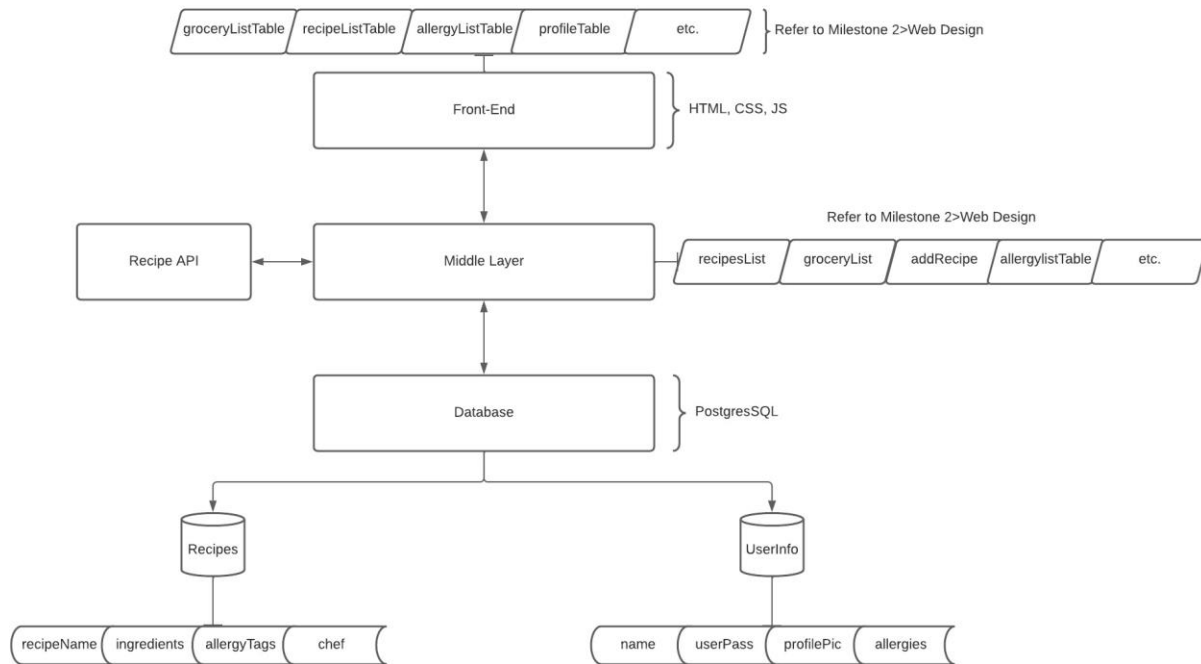 groceryListTable recipeListTable allergyListTable profileTable etc. Refer to Milestone 2>Web Design
Front-End HTML, CSS, JS
Refer to Milestone 2>Web Design
Recipe API Middle Layer recipesList groceryList addRecipe allergylistTable etc.
Database PostgresSQL
Recipes UserInfo
recipeName ingredients allergyTags chef name userPass profilePic allergies